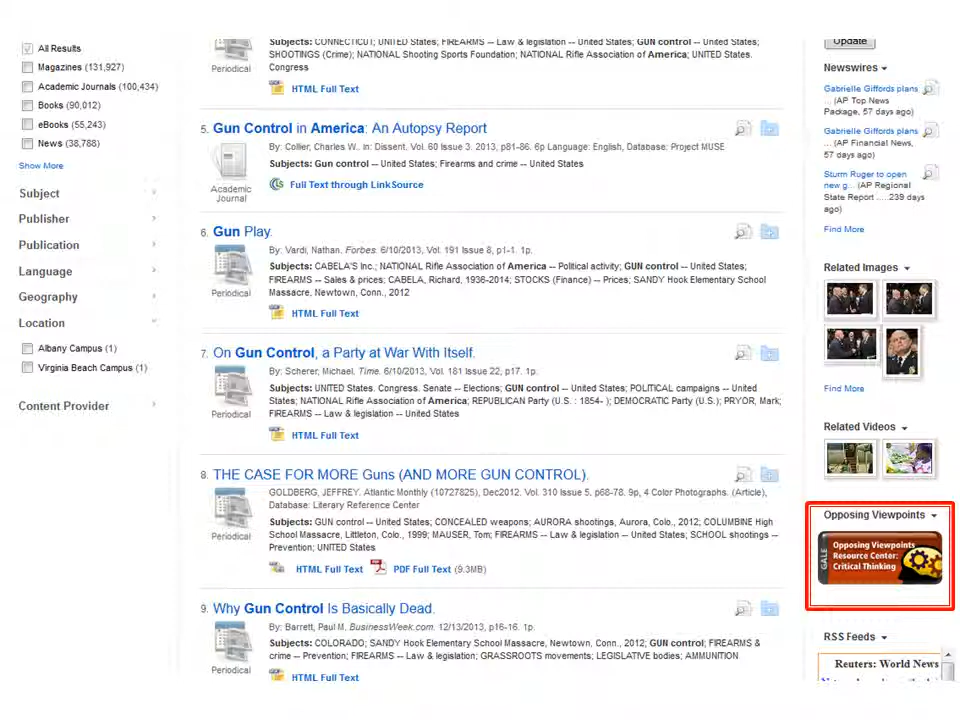 All Results
Magazines (131,927)
Academic Journals (100,434)
Books (90,012)
eBooks (55,243)
News (38,788)
Show More
Subject
Publisher
Publication
Language
Geography
Location
Albany Campus (1)
Virginia Beach Campus (1)
Content Provider
Periodical
Subjects: CONNECTICUT; UNITED States; FIREARMS -- Law & legislation -- United States; GUN control -- United States;
SHOOTINGS (Crime); NATIONAL Shooting Sports Foundation; NATIONAL Rifle Association of America; UNITED States.
Congress
HTML Full Text
5. Gun Control in America: An Autopsy Report
Academic
Journal
By: Collier, Charles W.. in: Dissent, Vol. 60 Issue 3. 2013, p81-86. 6p Language: English, Database: Project MUSE
Subjects: Gun control -- United States; Firearms and crime -- United States
Full Text through LinkSource
6. Gun Play.
Periodical
By: Vardi, Nathan. Forbes. 6/10/2013, Vol. 191 Issue 8, p1-1. 1p.
Subjects: CABELA'S Inc.; NATIONAL Rifle Association of America -- Political activity; GUN control -- United States;
FIREARMS -- Sales & prices; CABELA, Richard, 1936-2014; STOCKS (Finance) -- Prices; SANDY Hook Elementary School
Massacre, Newtown, Conn., 2012
HTML Full Text
7. On Gun Control, a Party at War With Itself.
Periodical
By: Scherer, Michael. Time. 6/10/2013, Vol. 181 Issue 22, p17. 1p.
Subjects: UNITED States. Congress. Senate -- Elections; GUN control -- United States; POLITICAL campaigns -- United
States; NATIONAL Rifle Association of America; REPUBLICAN Party (U.S. : 1854- ); DEMOCRATIC Party (U.S.); PRYOR, Mark;
FIREARMS -- Law & legislation -- United States
HTML Full Text
8. THE CASE FOR MORE Guns (AND MORE GUN CONTROL).
Periodical
GOLDBERG, JEFFREY. Atlantic Monthly (10727825), Dec2012. Vol. 310 Issue 5. p68-78. 9p, 4 Color Photographs. (Article),
Database: Literary Reference Center
Subjects: GUN control -- United States; CONCEALED weapons; AURORA shootings, Aurora, Colo., 2012; COLUMBINE High
School Massacre, Littleton, Colo., 1999; MAUSER, Tom; FIREARMS -- Law & legislation -- United States; SCHOOL shootings --
Prevention; UNITED States
HTML Full Text PDF Full Text (9.3MB)
9. Why Gun Control Is Basically Dead.
Periodical
By: Barrett, Paul M. BusinessWeek.com. 12/13/2013, p16-16. 1p.
Subjects: COLORADO; SANDY Hook Elementary School Massacre, Newtown, Conn., 2012; GUN control; FIREARMS &
crime -- Prevention; FIREARMS -- Law & legislation; GRASSROOTS movements; LEGISLATIVE bodies; AMMUNITION
HTML Full Text
Update
Newswires
Gabrielle Giffords plans
... (AP Top News
Package, 57 days ago)
Gabrielle Giffords plans
... (AP Financial News,
57 days ago)
Sturm Ruger to open
new g... (AP Regional
State Report .....239 days
ago)
Find More
Related Images
Find More
Related Videos
Opposing Viewpoints
GALE
Opposing Viewpoints
Resource Center:
Critical Thinking
RSS Feeds
Reuters: World News